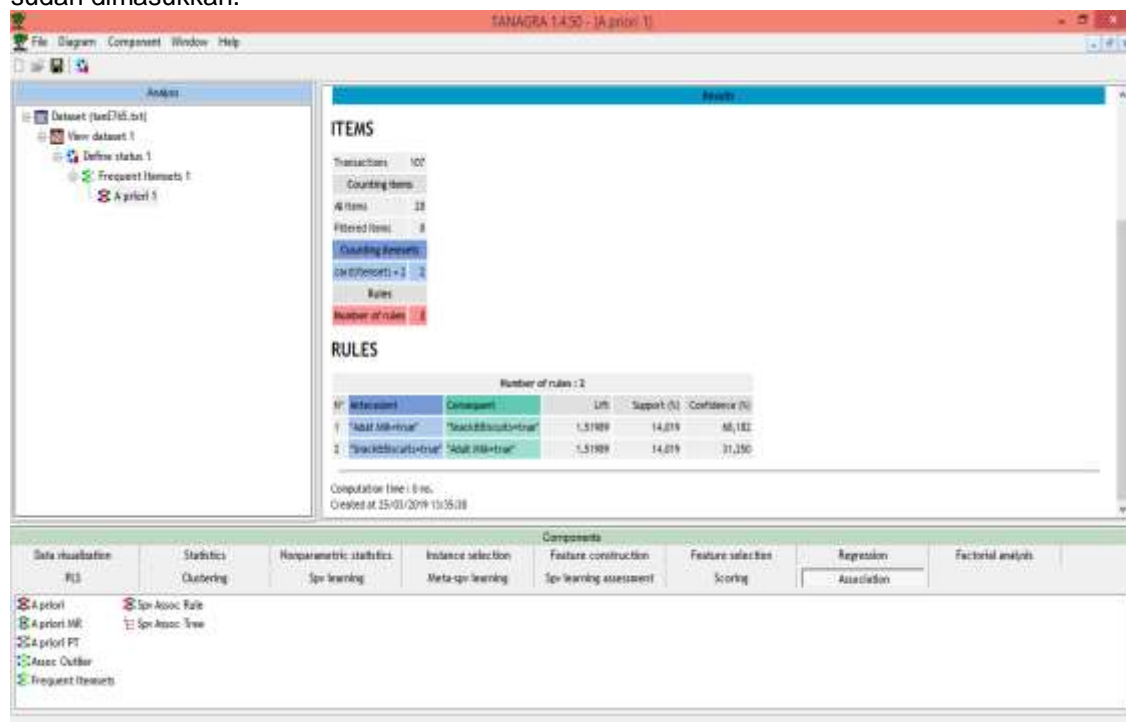 sudah dimasukkan.
TANAGRA 1.4.50 - [A priori 1]
File Diagram Component Window Help
Analysis
Dataset (tanE765.txt)
View dataset 1
Define status 1
Frequent Itemsets 1
A priori 1
Results
ITEMS
Transactions 107
Counting items
All items 28
Filtered items 8
Counting itemsets
card(itemset) = 2 2
Rules
Number of rules 2
RULES
Number of rules : 2
N° Antecedent Consequent Lift Support (%) Confidence (%)
1 "Adult Milk=true" "Snack&Biscuits=true" 1,51989 14,019 68,182
2 "Snack&Biscuits=true" "Adult Milk=true" 1,51989 14,019 31,250
Computation time : 0 ms.
Created at 25/03/2019 13:35:38
Components
Data visualization Statistics Nonparametric statistics Instance selection Feature construction Feature selection Regression Factorial analysis
PLS Clustering Spv learning Meta-spv learning Spv learning assessment Scoring Association
A priori Spv Assoc Rule
A priori MR Spv Assoc Tree
A priori PT
Assoc Outlier
Frequent Itemsets